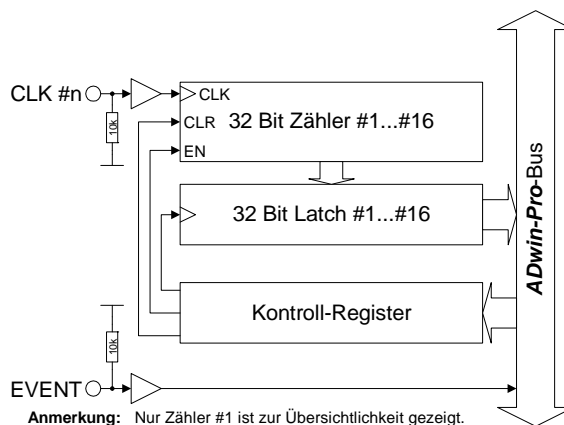 CLK #n
10k
CLK
CLR
EN
32 Bit Zähler #1...#16
32 Bit Latch #1...#16
Kontroll-Register
10k
EVENT
ADwin-Pro-Bus
Anmerkung: Nur Zähler #1 ist zur Übersichtlichkeit gezeigt.